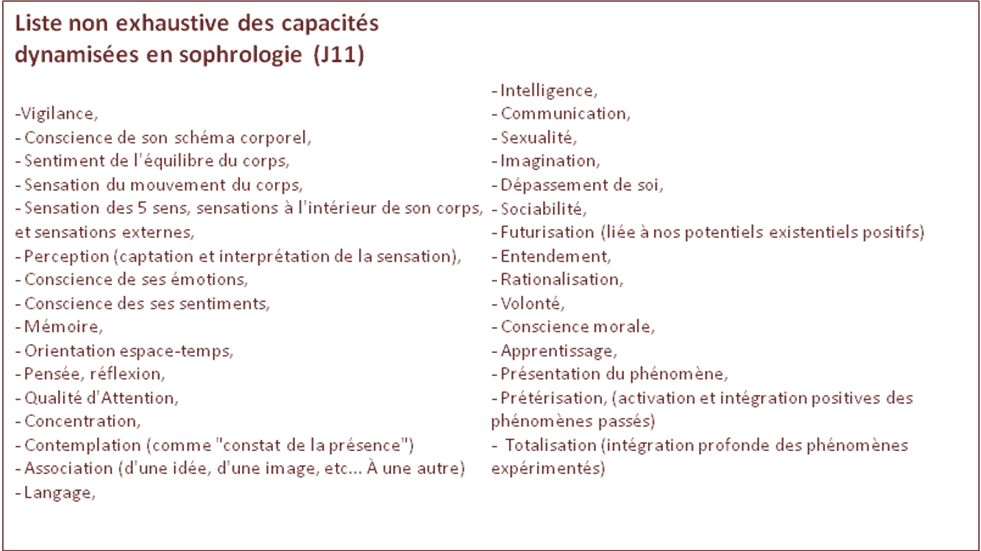 Liste non exhaustive des capacités
dynamisées en sophrologie (J11)
-Vigilance,
- Conscience de son schéma corporel,
- Sentiment de l'équilibre du corps,
- Sensation du mouvement du corps,
- Sensation des 5 sens, sensations à l'intérieur de son corps,
et sensations externes,
- Perception (captation et interprétation de la sensation),
- Conscience de ses émotions,
- Conscience des ses sentiments,
- Mémoire,
- Orientation espace-temps,
- Pensée, réflexion,
- Qualité d'Attention,
- Concentration,
- Contemplation (comme "constat de la présence")
- Association (d'une idée, d'une image, etc... À une autre)
- Langage,
- Intelligence,
- Communication,
- Sexualité,
- Imagination,
- Dépassement de soi,
- Sociabilité,
- Futurisation (liée à nos potentiels existentiels positifs)
- Entendement,
- Rationalisation,
- Volonté,
- Conscience morale,
- Apprentissage,
- Présentation du phénomène,
- Prétérisation, (activation et intégration positives des
phénomènes passés)
- Totalisation (intégration profonde des phénomènes
expérimentés)